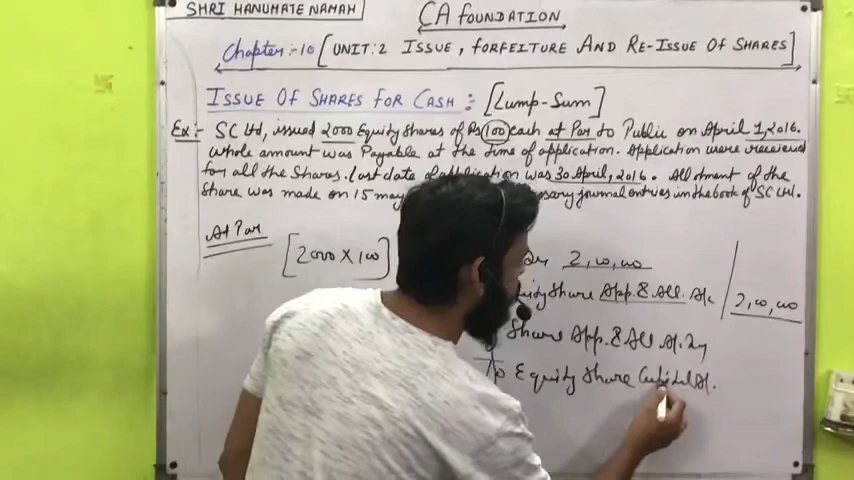 SHRI HANUMATE NAMAH
CA FOUNDATION
Chapter:-10 [UNIT:2 ISSUE, FORFEITURE AND RE-ISSUE OF SHARES]
ISSUE OF SHARES FOR CASH:- [Lump-Sum]
Ex:- SC Ltd, issued 2000 Equity Shares of Rs 100 each at Par to Public on April 1, 2016.
Whole amount was Payable at the time of application. Application were received
for all the Shares. Last date of application was 30 April, 2016. Allotment of the
Share was made on 15 may journal entries in the book of SC Ltd.
At Par
[2000 X 100]
2,00,000
Share App. & All. A/c
2,00,000
Share App. & All A/c.
To Equity Share Capital A/c.